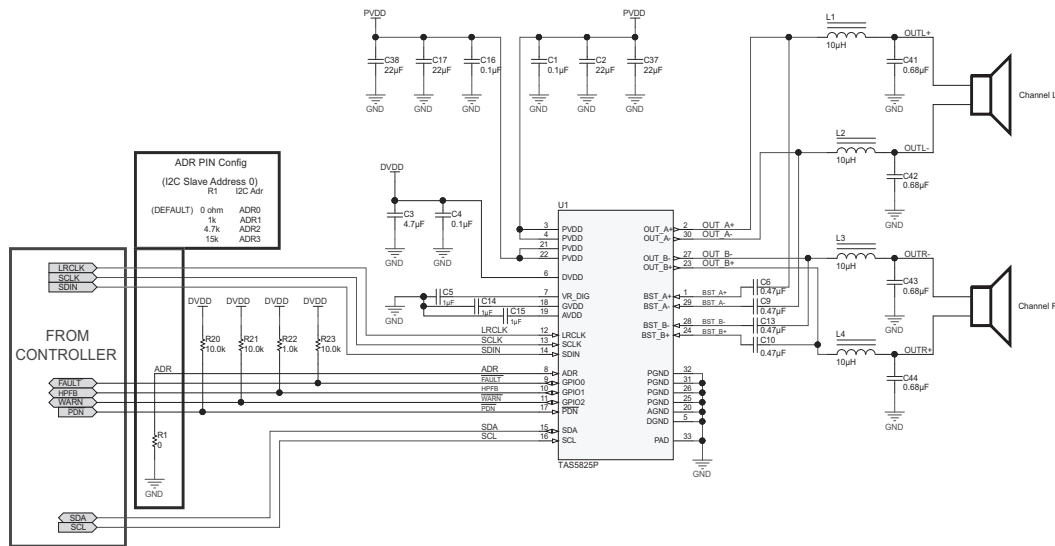 PVDD
PVDD
C38
22µF
C17
22µF
C16
0.1µF
C1
0.1µF
C2
22µF
C37
22µF
GND
GND
GND
GND
GND
GND
L1
10µH
OUTL+
C41
0.68µF
GND
Channel L
L2
10µH
OUTL-
C42
0.68µF
GND
ADR PIN Config
(I2C Slave Address 0)
R1 I2C Adr
(DEFAULT) 0 ohm ADR0
1k ADR1
4.7k ADR2
15k ADR3
DVDD
C3
4.7µF
C4
0.1µF
GND
GND
U1
3 PVDD
4 PVDD
21 PVDD
22 PVDD
6 DVDD
7 VR_DIG
18 GVDD
19 AVDD
LRCLK 12 LRCLK
SCLK 13 SCLK
SDIN 14 SDIN
ADR 8 ADR
FAULT 9 GPIO0
HPFB 10 GPIO1
WARN 11 GPIO2
PDN 17 PDN
SDA 15 SDA
SCL 16 SCL
TAS5825P
OUT_A+ 2 OUT_A+
OUT_A- 30 OUT_A-
OUT_B- 27 OUT_B-
OUT_B+ 23 OUT_B+
BST_A+ 1 BST_A+
BST_A- 29 BST_A-
BST_B- 28 BST_B-
BST_B+ 24 BST_B+
PGND 32
PGND 31
PGND 26
PGND 25
AGND 20
DGND 5
PAD 33
GND
C5
1µF
C14
1µF
C15
1µF
GND
C6
0.47µF
C9
0.47µF
C13
0.47µF
C10
0.47µF
L3
10µH
OUTR-
C43
0.68µF
GND
Channel R
L4
10µH
OUTR+
C44
0.68µF
GND
LRCLK
SCLK
SDIN
FROM
CONTROLLER
FAULT
HPFB
WARN
PDN
SDA
SCL
DVDD
DVDD
DVDD
DVDD
R20
10.0k
R21
10.0k
R22
1.0k
R23
10.0k
R1
0
GND